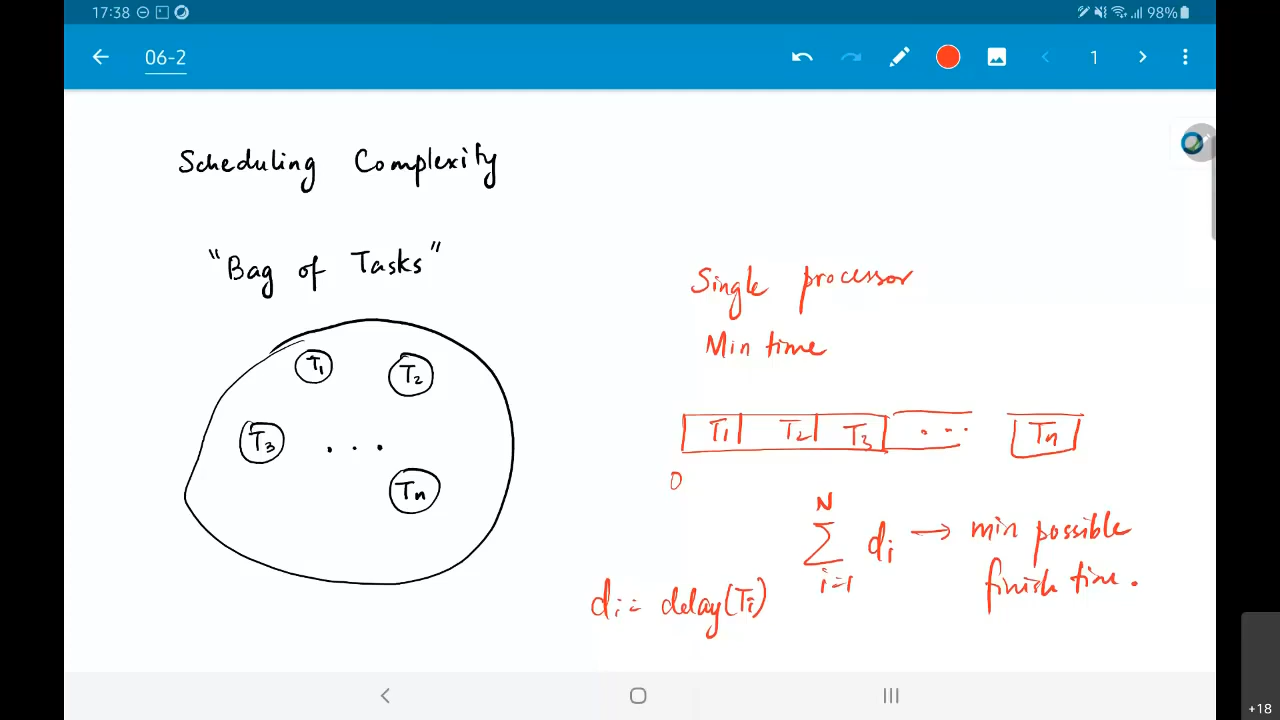 17:38
98%
06-2
1
Scheduling Complexity
"Bag of Tasks"
T1
T2
T3 ...
Tn
Single processor
Min time
T1 T2 T3 ... Tn
0
N
∑ di → min possible
i=1
finish time.
di = delay(Ti)
+18